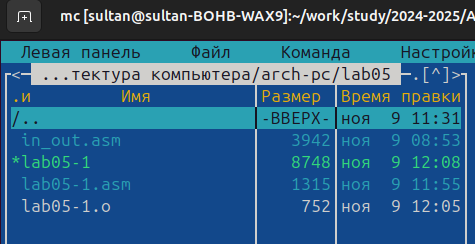 mc [sultan@sultan-BOHB-WAX9]:~/work/study/2024-2025/А
Левая панель Файл Команда Настройк
<─ ...тектура компьютера/arch-pc/lab05 ─.[^]>
.и Имя Размер Время правки
/.. -ВВЕРХ- ноя 9 11:31
in_out.asm 3942 ноя 9 08:53
*lab05-1 8748 ноя 9 12:08
lab05-1.asm 1315 ноя 9 11:55
lab05-1.o 752 ноя 9 12:05